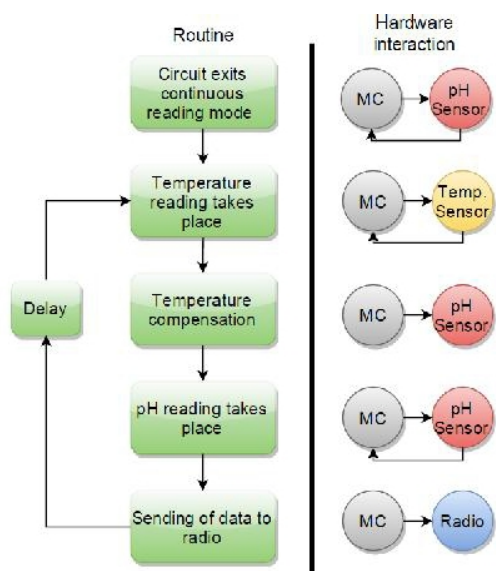 Routine
Hardware
interaction
Circuit exits
continuous
reading mode
MC
pH
Sensor
Temperature
reading takes
place
MC
Temp.
Sensor
Delay
Temperature
compensation
MC
pH
Sensor
pH reading takes
place
MC
pH
Sensor
Sending of data to
radio
MC
Radio